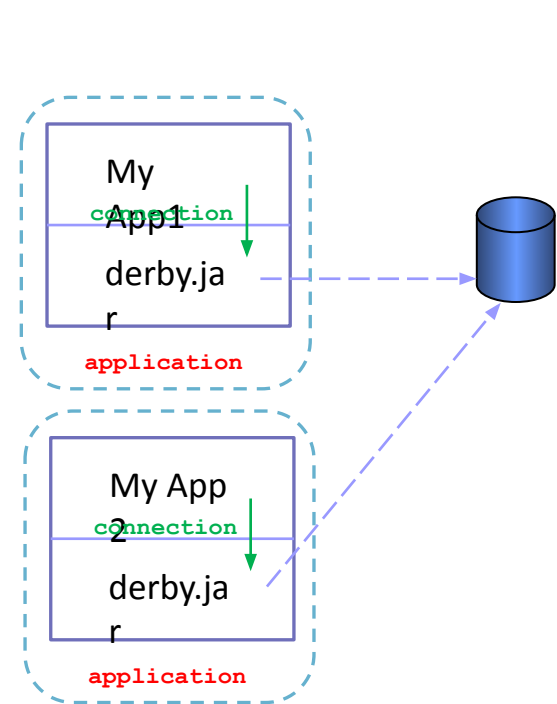 My
connection
App1
derby.ja
r
application
My App
connection
2
derby.ja
r
application